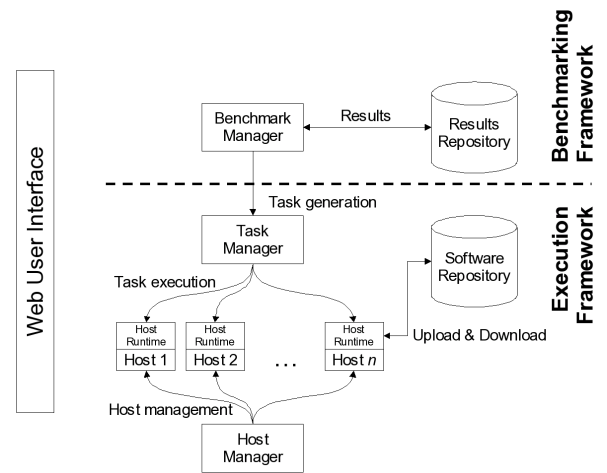 Web User Interface
Benchmarking
Framework
Benchmark
Manager
Results
Results
Repository
Task generation
Execution
Framework
Task
Manager
Software
Repository
Task execution
Host
Runtime
Host 1
Host
Runtime
Host 2
...
Host
Runtime
Host n
Upload & Download
Host management
Host
Manager